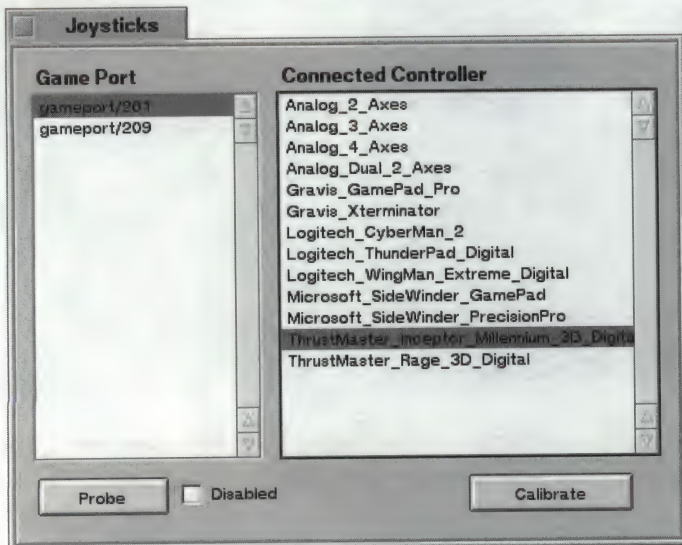 Joysticks
Game Port
gameport/201
gameport/209
Connected Controller
Analog_2_Axes
Analog_3_Axes
Analog_4_Axes
Analog_Dual_2_Axes
Gravis_GamePad_Pro
Gravis_Xterminator
Logitech_CyberMan_2
Logitech_ThunderPad_Digital
Logitech_WingMan_Extreme_Digital
Microsoft_SideWinder_GamePad
Microsoft_SideWinder_PrecisionPro
ThrustMaster_Inceptor_Millennium_3D_Digita
ThrustMaster_Rage_3D_Digital
Probe
Disabled
Calibrate